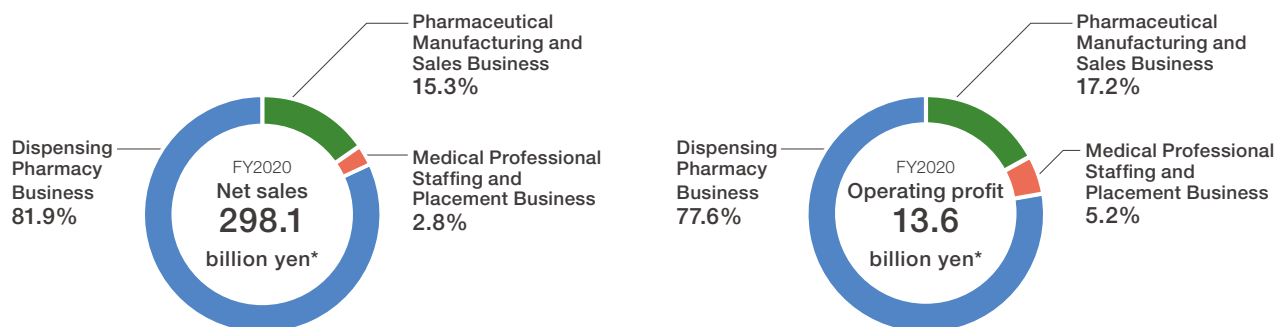 Pharmaceutical
Manufacturing and
Sales Business
15.3%
Dispensing
Pharmacy
Business
81.9%
FY2020
Net sales
298.1
billion yen*
Medical Professional
Staffing and
Placement Business
2.8%
Pharmaceutical
Manufacturing and
Sales Business
17.2%
Dispensing
Pharmacy
Business
77.6%
FY2020
Operating profit
13.6
billion yen*
Medical Professional
Staffing and
Placement Business
5.2%